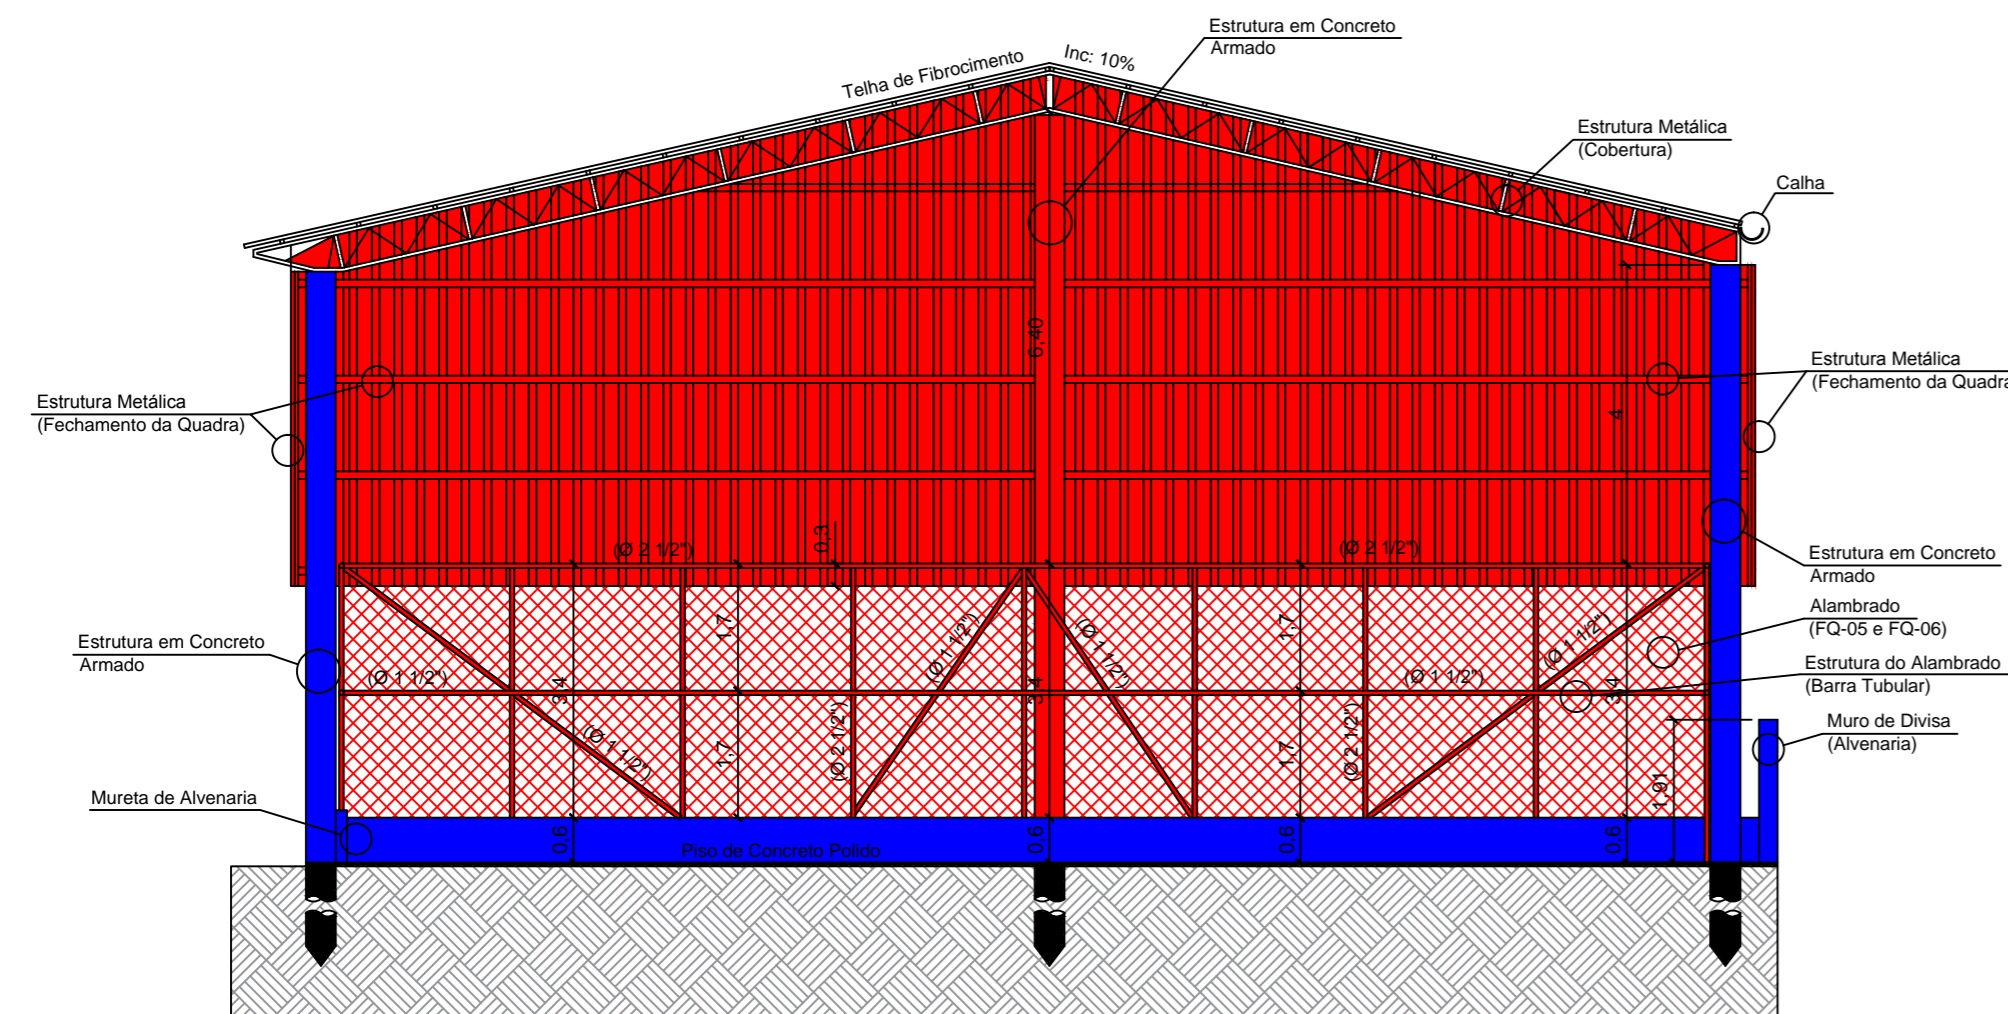 Estrutura em Concreto
Armado
Telha de Fibrocimento
Inc: 10%
Estrutura Metálica
(Cobertura)
Calha
6,40
4
Estrutura Metálica
(Fechamento da Quadra)
Estrutura Metálica
(Fechamento da Quadra
0,3
(Ø 2 1/2")
(Ø 2 1/2")
Estrutura em Concreto
Armado
Alambrado
(FQ-05 e FQ-06)
Estrutura em Concreto
Armado
1,7
1,7
(Ø 1 1/2")
(Ø 1 1/2")
(Ø 1 1/2")
(Ø 1 1/2")
(Ø 1 1/2")
3,4
3,4
3,4
Estrutura do Alambrado
(Barra Tubular)
(Ø 1 1/2")
(Ø 2 1/2")
(Ø 2 1/2")
1,7
1,7
Muro de Divisa
(Alvenaria)
1,91
Mureta de Alvenaria
0,6
0,6
0,6
0,6
Piso de Concreto Polido